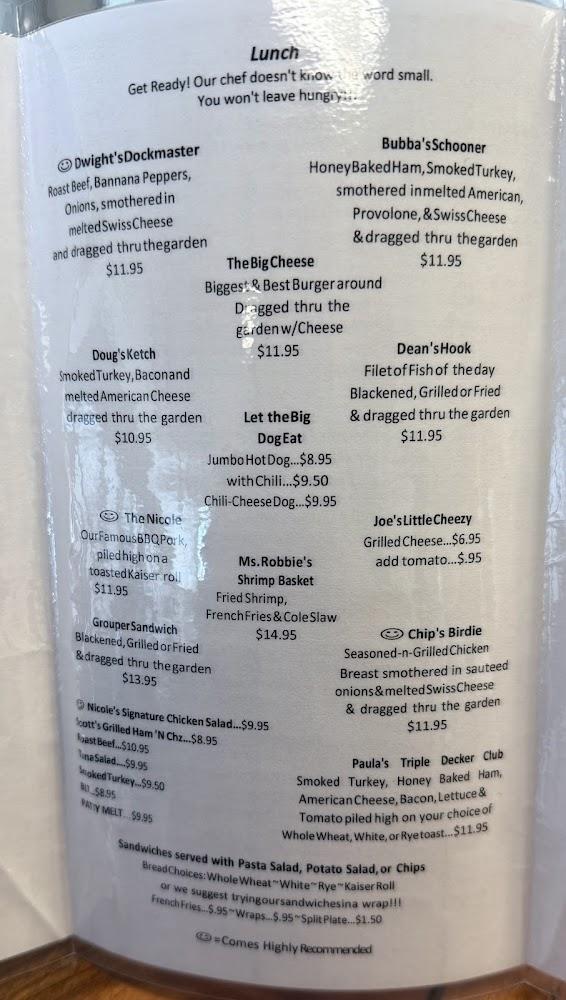 Lunch
Get Ready! Our chef doesn't know the word small.
You won't leave hungry!!!
Dwight's Dockmaster
Roast Beef, Bannana Peppers,
Onions, smothered in
melted Swiss Cheese
and dragged thru the garden
$11.95
Bubba's Schooner
Honey Baked Ham, Smoked Turkey,
smothered in melted American,
Provolone, & Swiss Cheese
& dragged thru the garden
$11.95
The Big Cheese
Biggest & Best Burger around
Dragged thru the
garden w/Cheese
$11.95
Doug's Ketch
Smoked Turkey, Bacon and
melted American Cheese
dragged thru the garden
$10.95
Dean's Hook
Filet of Fish of the day
Blackened, Grilled or Fried
& dragged thru the garden
$11.95
Let the Big
Dog Eat
Jumbo Hot Dog...$8.95
with Chili...$9.50
Chili-Cheese Dog...$9.95
The Nicole
Our Famous BBQ Pork,
piled high on a
toasted Kaiser roll
$11.95
Joe's Little Cheezy
Grilled Cheese...$6.95
add tomato...$.95
Ms. Robbie's
Shrimp Basket
Fried Shrimp,
French Fries & Cole Slaw
$14.95
Grouper Sandwich
Blackened, Grilled or Fried
& dragged thru the garden
$13.95
Chip's Birdie
Seasoned-n-Grilled Chicken
Breast smothered in sauteed
onions & melted Swiss Cheese
& dragged thru the garden
$11.95
Nicole's Signature Chicken Salad...$9.95
Scott's Grilled Ham 'N Chz...$8.95
Roast Beef...$10.95
Tuna Salad....$9.95
Smoked Turkey...$9.50
BLT...$8.95
PATTY MELT...$9.95
Paula's Triple Decker Club
Smoked Turkey, Honey Baked Ham,
American Cheese, Bacon, Lettuce &
Tomato piled high on your choice of
Whole Wheat, White, or Rye toast...$11.95
Sandwiches served with Pasta Salad, Potato Salad, or Chips
Bread Choices: Whole Wheat~White~Rye~Kaiser Roll
or we suggest trying our sandwiches in a wrap!!!
French Fries...$.95~Wraps...$.95~Split Plate...$1.50
=Comes Highly Recommended